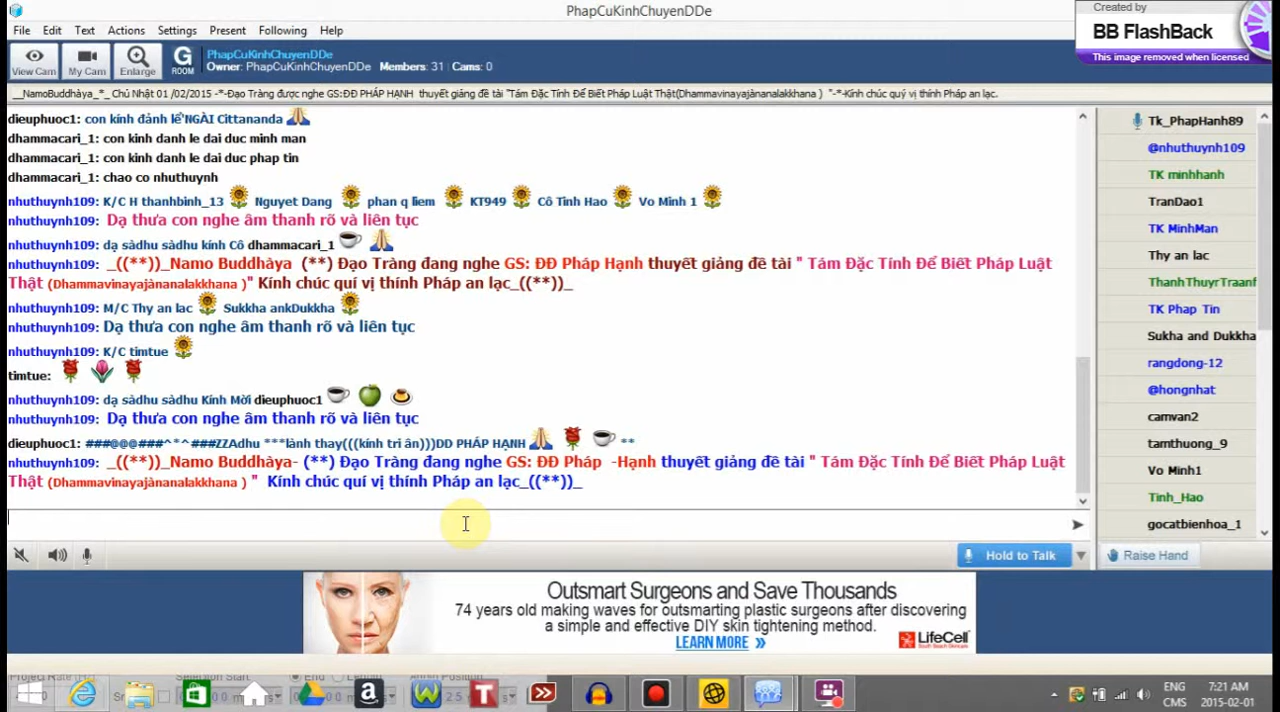 PhapCuKinhChuyenDDe
Created by
BB FlashBack
This image removed when licensed
File Edit Text Actions Settings Present Following Help
View Cam My Cam Enlarge G ROOM
PhapCuKinhChuyenDDe
Owner: PhapCuKinhChuyenDDe Members: 31 Cams: 0
__NamoBuddhàya_*_ Chủ Nhật 01 /02/2015 -*-Đạo Tràng được nghe GS:ĐĐ PHÁP HẠNH thuyết giảng đề tài "Tám Đặc Tính Để Biết Pháp Luật Thật(Dhammavinayajànanalakkhana ) "-*-Kính chúc quý vị thính Pháp an lạc.
dieuphuoc1: con kính đảnh lể'NGÀI Cittananda
dhammacari_1: con kinh danh le dai duc minh man
dhammacari_1: con kinh danh le dai duc phap tin
dhammacari_1: chao co nhuthuynh
nhuthuynh109: K/C H thanhbinh_13 Nguyet Dang phan q liem KT949 Cô Tinh Hao Vo Minh 1
nhuthuynh109: Dạ thưa con nghe âm thanh rõ và liên tục
nhuthuynh109: dạ sàdhu sàdhu kính Cô dhammacari_1
nhuthuynh109: _((**))_Namo Buddhàya (**) Đạo Tràng đang nghe GS: ĐĐ Pháp Hạnh thuyết giảng đề tài " Tám Đặc Tính Để Biết Pháp Luật
Thật (Dhammavinayajànanalakkhana )" Kính chúc quí vị thính Pháp an lạc_((**))_
nhuthuynh109: M/C Thy an lac Sukkha ankDukkha
nhuthuynh109: Dạ thưa con nghe âm thanh rõ và liên tục
nhuthuynh109: K/C timtue
timtue:
nhuthuynh109: dạ sàdhu sàdhu Kính Mời dieuphuoc1
nhuthuynh109: Dạ thưa con nghe âm thanh rõ và liên tục
dieuphuoc1: ###@@@###^*^ ###ZZAdhu ***lành thay(((kính tri ân)))DD PHÁP HẠNH **
nhuthuynh109: _((**))_Namo Buddhàya- (**) Đạo Tràng đang nghe GS: ĐĐ Pháp -Hạnh thuyết giảng đề tài " Tám Đặc Tính Để Biết Pháp Luật
Thật (Dhammavinayajànanalakkhana ) " Kính chúc quí vị thính Pháp an lạc_((**))_
Tk_PhapHanh89
@nhuthuynh109
TK minhhanh
TranDao1
TK MinhMan
Thy an lac
ThanhThuyrTraanf
TK Phap Tin
Sukha and Dukkha
rangdong-12
@hongnhat
camvan2
tamthuong_9
Vo Minh1
Tinh_Hao
gocatbienhoa_1
Hold to Talk
Raise Hand
Outsmart Surgeons and Save Thousands
74 years old making waves for outsmarting plastic surgeons after discovering
a simple and effective DIY skin tightening method.
LEARN MORE »
LifeCell
Selection Start End
ENG 7:21 AM
CMS 2015-02-01